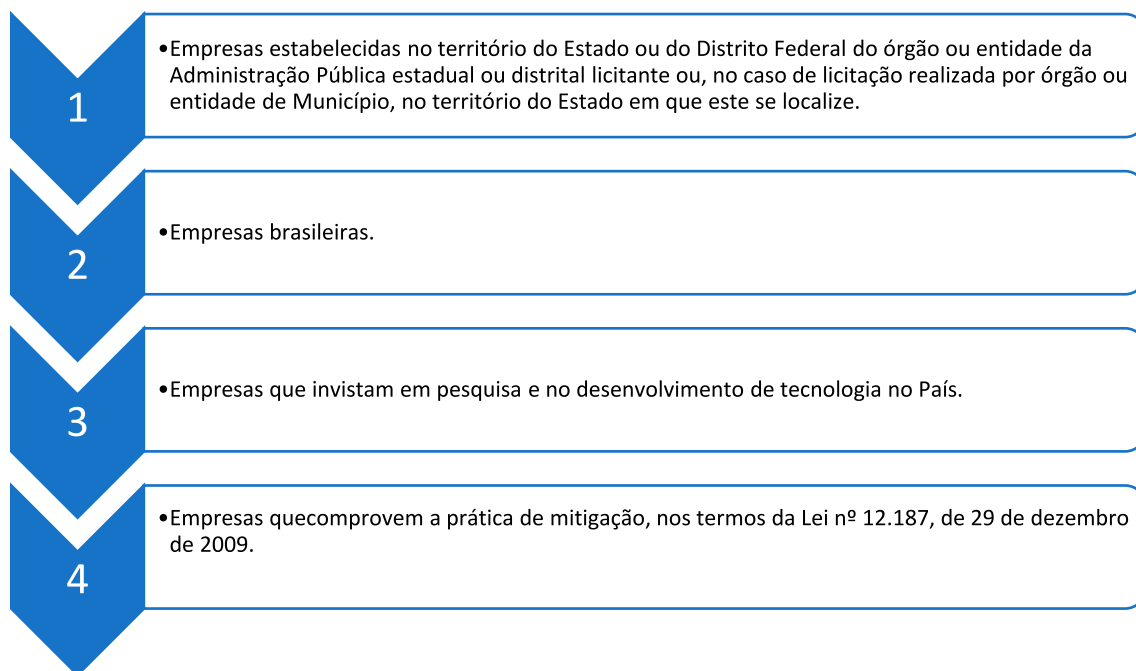 1
•Empresas estabelecidas no território do Estado ou do Distrito Federal do órgão ou entidade da
Administração Pública estadual ou distrital licitante ou, no caso de licitação realizada por órgão ou
entidade de Município, no território do Estado em que este se localize.
2
•Empresas brasileiras.
3
•Empresas que invistam em pesquisa e no desenvolvimento de tecnologia no País.
4
•Empresas quecomprovem a prática de mitigação, nos termos da Lei nº 12.187, de 29 de dezembro
de 2009.